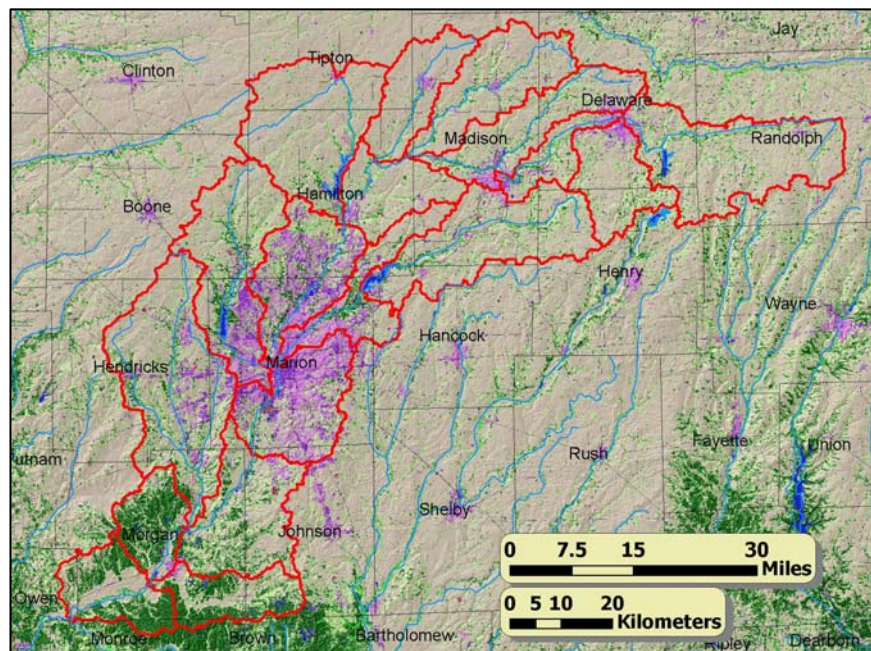 Jay
Tipton
Clinton
Delaware
Madison
Randolph
Hamilton
Boone
Henry
Wayne
Hancock
Marion
Hendricks
Fayette
Union
utnam
Rush
Shelby
Morgan
Johnson
0 7.5 15 30
Miles
Owen
0 5 10 20
Kilometers
Monroe
Brown
Bartholomew
Ripley
Dearborn